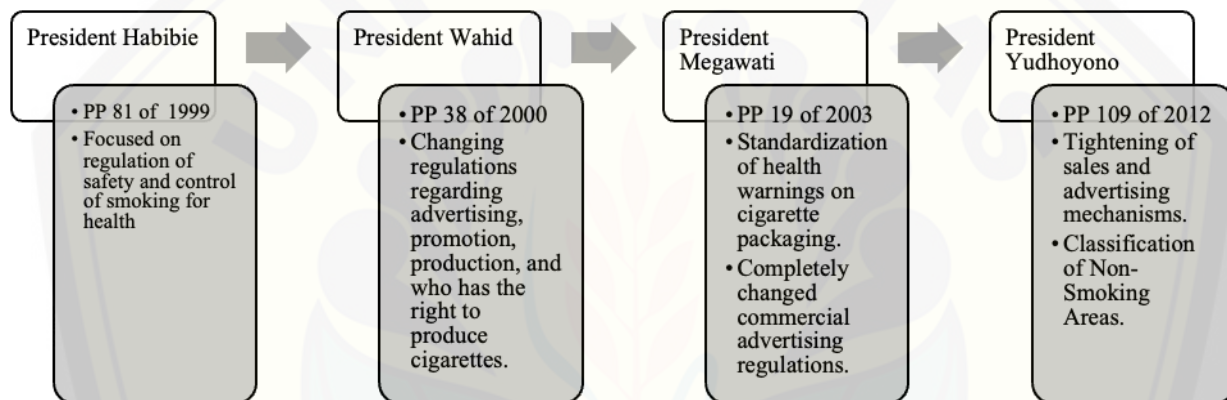 President Habibie
• PP 81 of 1999
• Focused on
regulation of
safety and control
of smoking for
health
President Wahid
• PP 38 of 2000
• Changing
regulations
regarding
advertising,
promotion,
production, and
who has the
right to
produce
cigarettes.
President
Megawati
• PP 19 of 2003
• Standardization
of health
warnings on
cigarette
packaging.
• Completely
changed
commercial
advertising
regulations.
President
Yudhoyono
• PP 109 of 2012
• Tightening of
sales and
advertising
mechanisms.
• Classification
of Non-
Smoking
Areas.